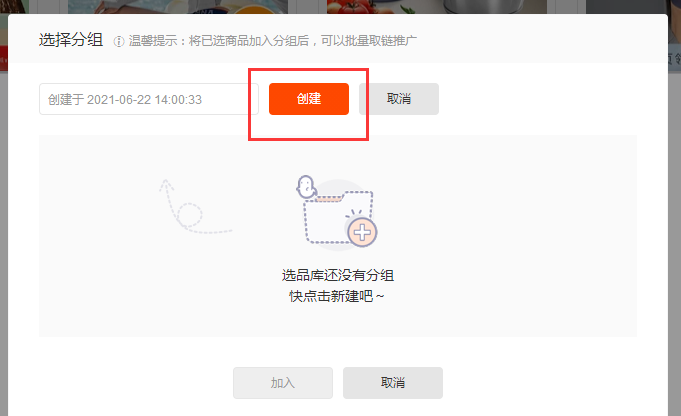 选择分组 温馨提示：将已选商品加入分组后，可以批量取链推广
创建于 2021-06-22 14:00:33 创建 取消
选品库还没有分组
快点击新建吧～
加入 取消